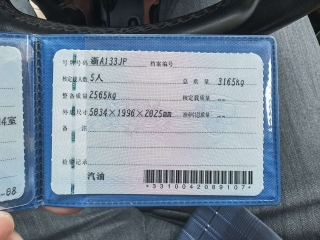 号牌号码 浙A133JP 档案编号
核定载人数 5人 总质量 3165kg
整备质量 2565kg 核定载质量 --
外廓尺寸 5034×1996×2025mm 准牵引总质量 --
备注
检验记录
汽油
*3310042089107*
4室